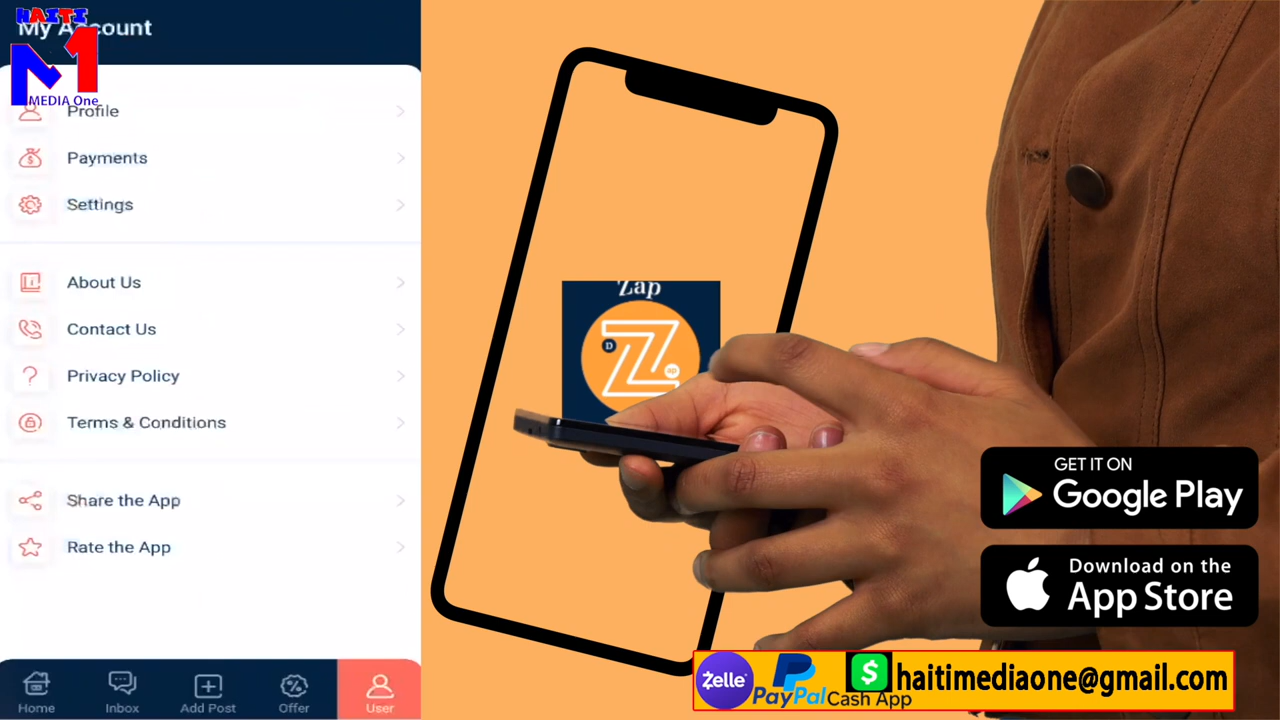 HAITI
My Account
M1
MEDIA One
Profile
Payments
Settings
About Us
Contact Us
Privacy Policy
Terms & Conditions
Share the App
Rate the App
Home
Inbox
Add Post
Offer
User
Zap
Z
D
ap
GET IT ON
Google Play
Download on the
App Store
Zelle
PayPal
$
Cash App
haitimediaone@gmail.com